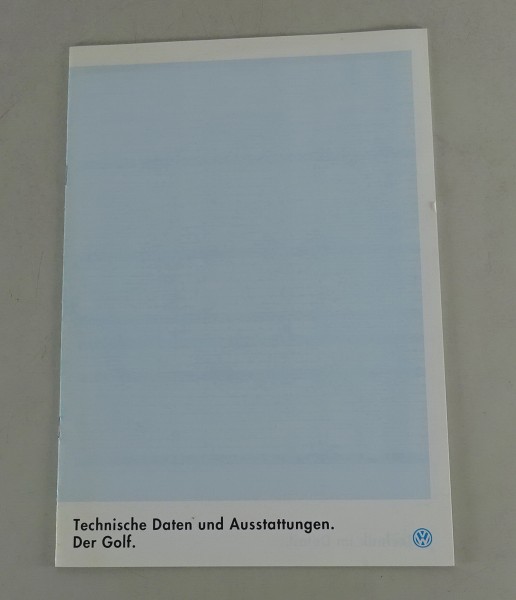 Technische Daten und Ausstattungen.
Der Golf.